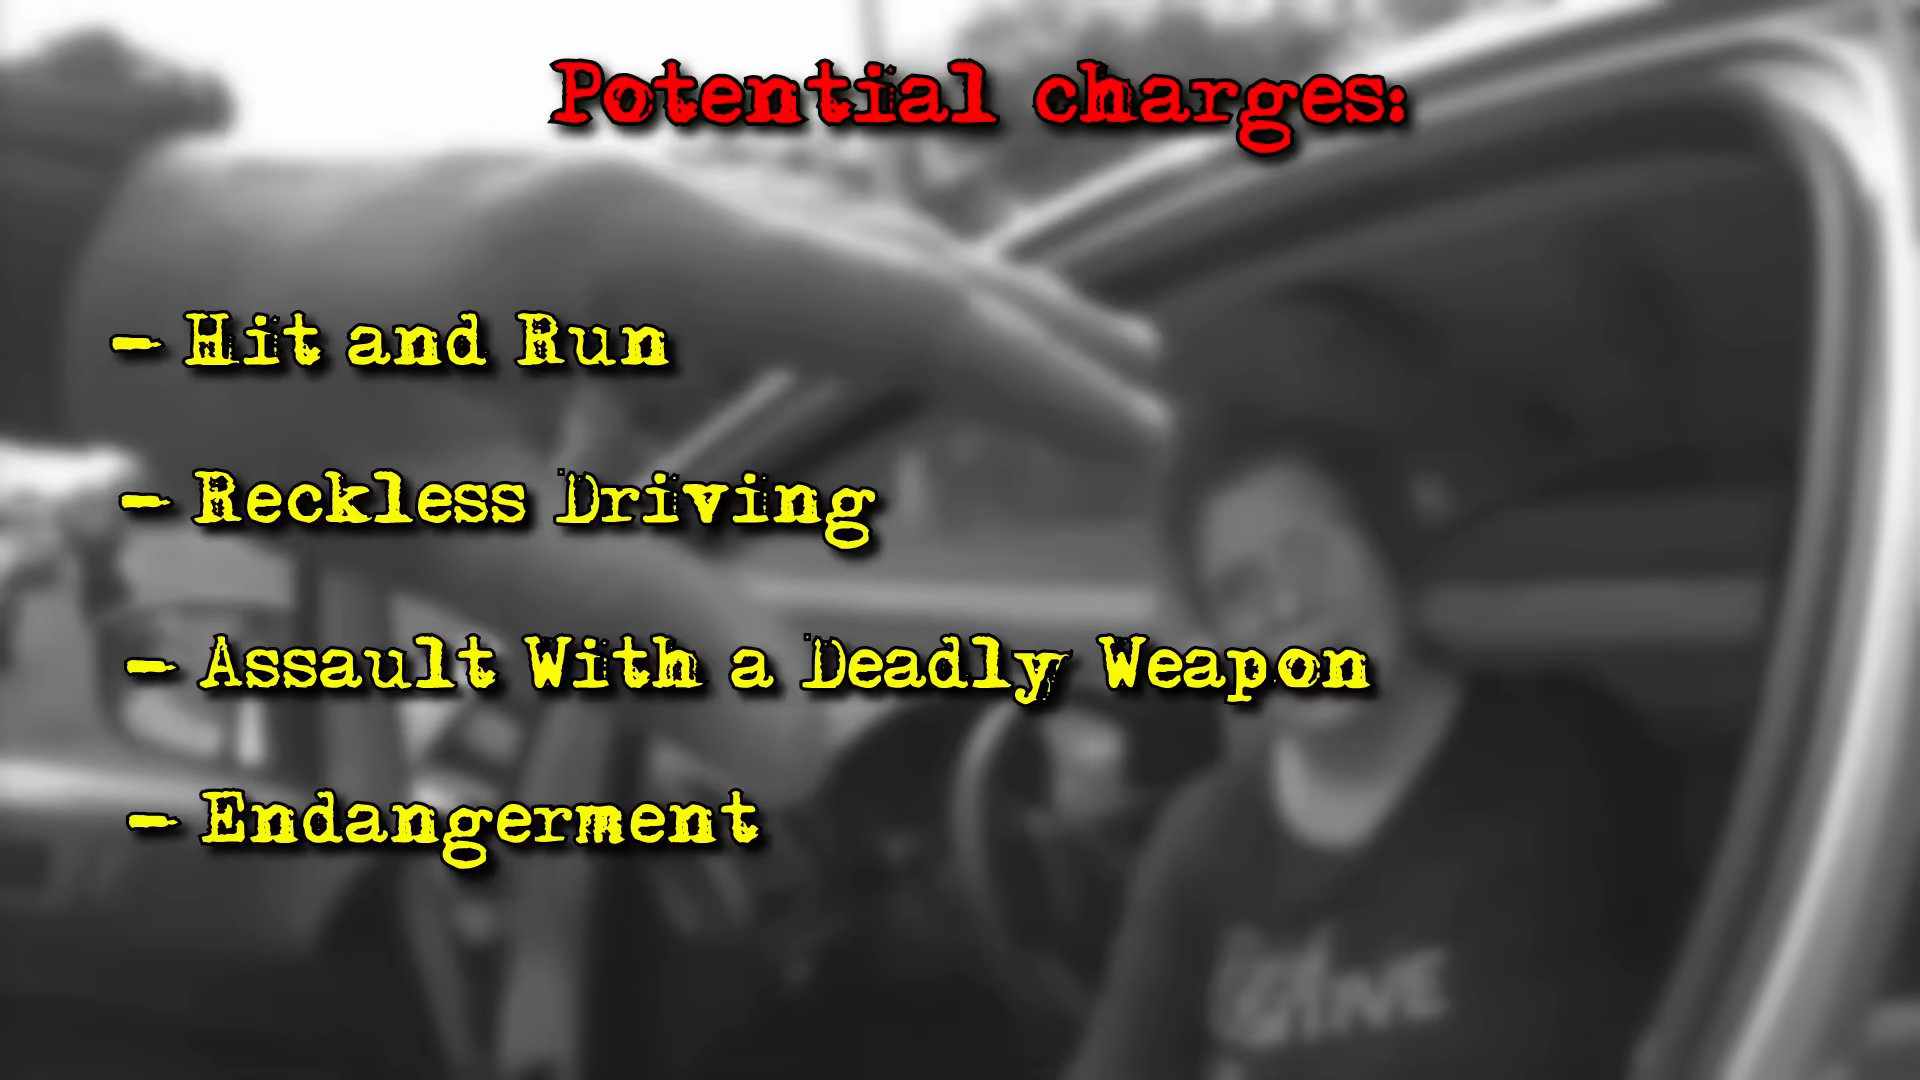 Potential charges:
- Hit and Run
- Reckless Driving
- Assault With a Deadly Weapon
- Endangerment